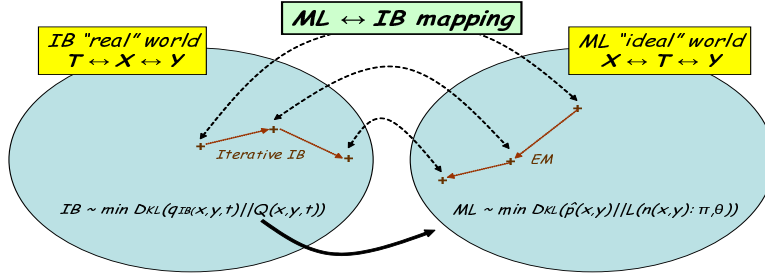 ML ↔ IB mapping
IB "real" world
T ↔ X ↔ Y
ML "ideal" world
X ↔ T ↔ Y
Iterative IB
EM
IB ~ min DKL(qIB(x,y,t)||Q(x,y,t))
ML ~ min DKL(p̂(x,y)||L(n(x,y):π,θ))